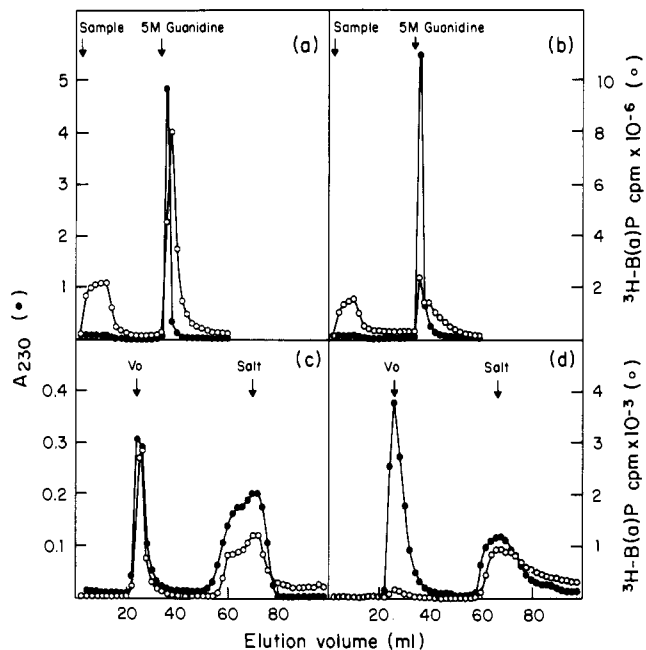 Sample 5M Guanidine (a)
Sample 5M Guanidine (b)
5
4
3
2
1
10
8
6
4
2
A230 (●)
³H-B(a)P cpm x 10⁻⁶ (○)
Vo Salt (c)
Vo Salt (d)
0.4
0.3
0.2
0.1
4
3
2
1
³H-B(a)P cpm x10⁻³ (○)
20 40 60 80
20 40 60 80
Elution volume (ml)